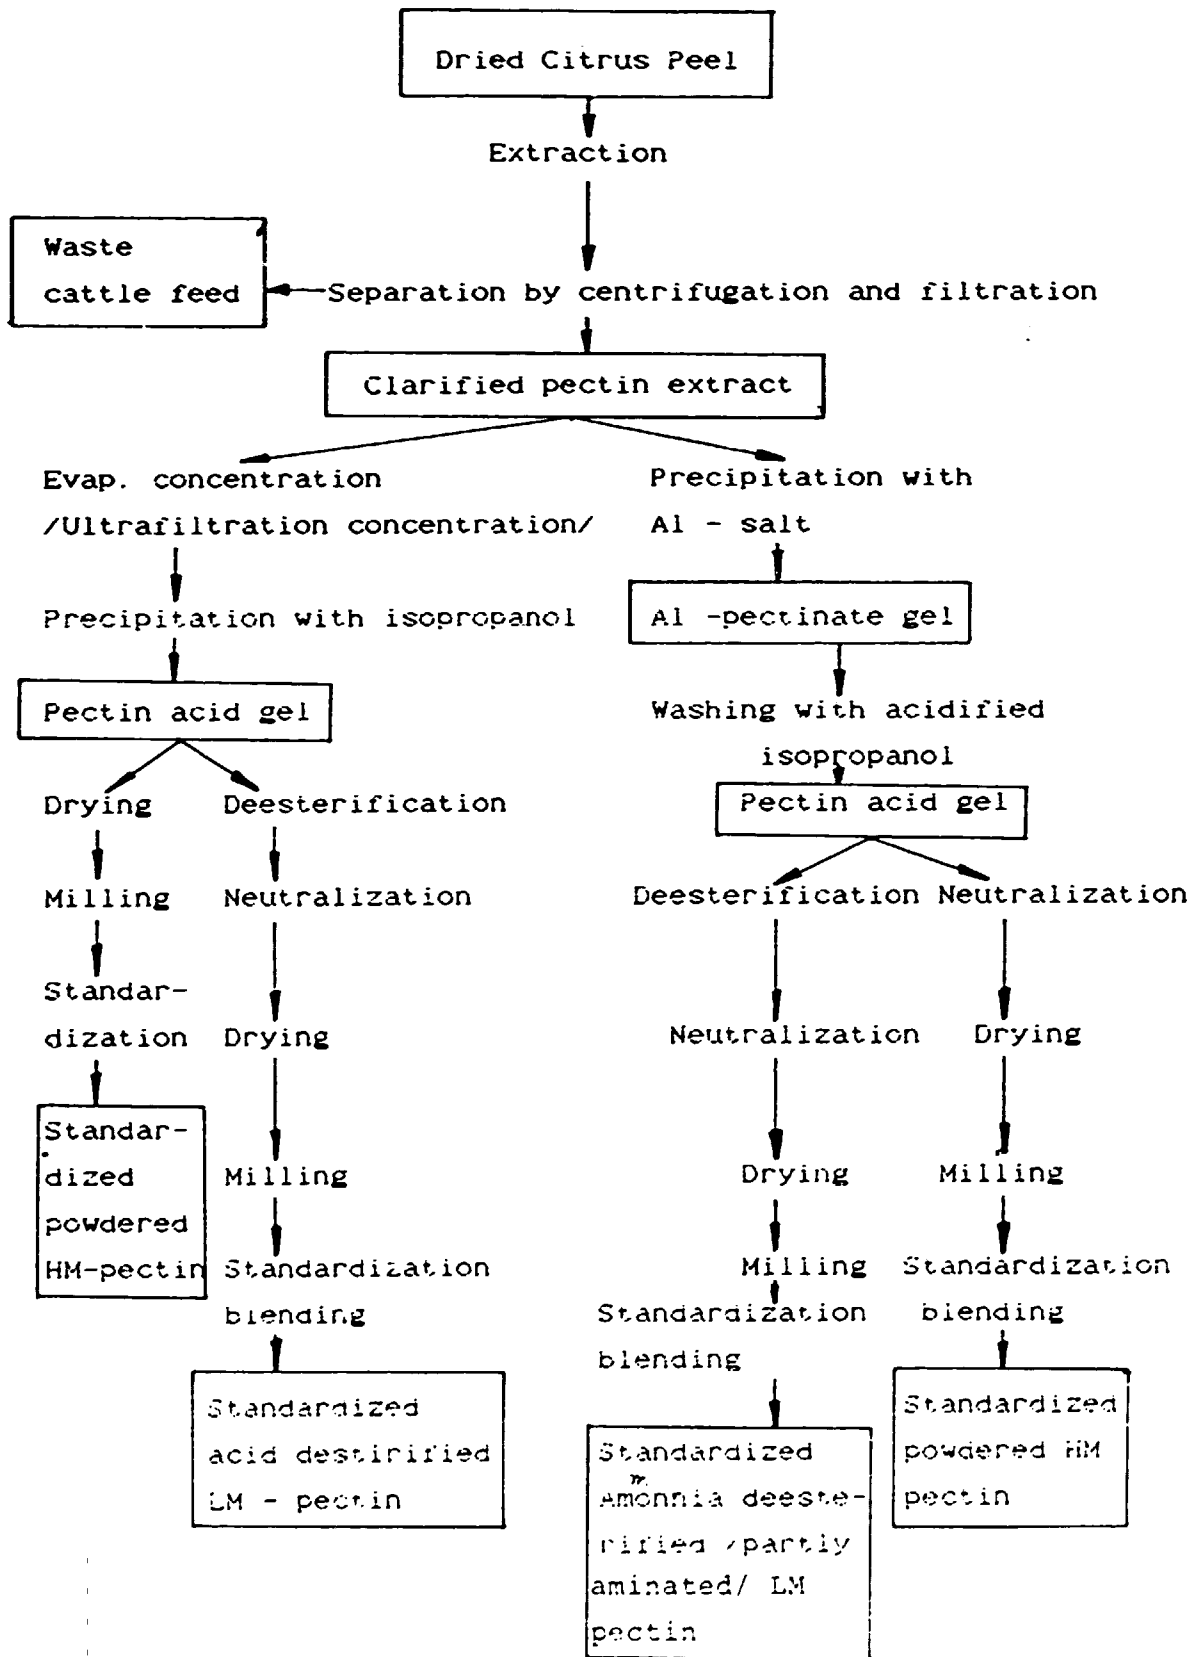 Dried Citrus Peel
Extraction
Waste
cattle feed
Separation by centrifugation and filtration
Clarified pectin extract
Evap. concentration
/Ultrafiltration concentration/
Precipitation with isopropanol
Pectin acid gel
Drying
Milling
Standar-
dization
Standar-
dized
powdered
HM-pectin
Deesterification
Neutralization
Drying
Milling
Standardization
blending
Standardized
acid destirified
LM - pectin
Precipitation with
Al - salt
Al -pectinate gel
Washing with acidified
isopropanol
Pectin acid gel
Deesterification
Neutralization
Drying
Milling
Standardization
blending
Standardized
Amonnia deeste-
m
rified /partly
aminated/ LM
pectin
Neutralization
Drying
Milling
Standardization
blending
Standardized
powdered HM
pectin